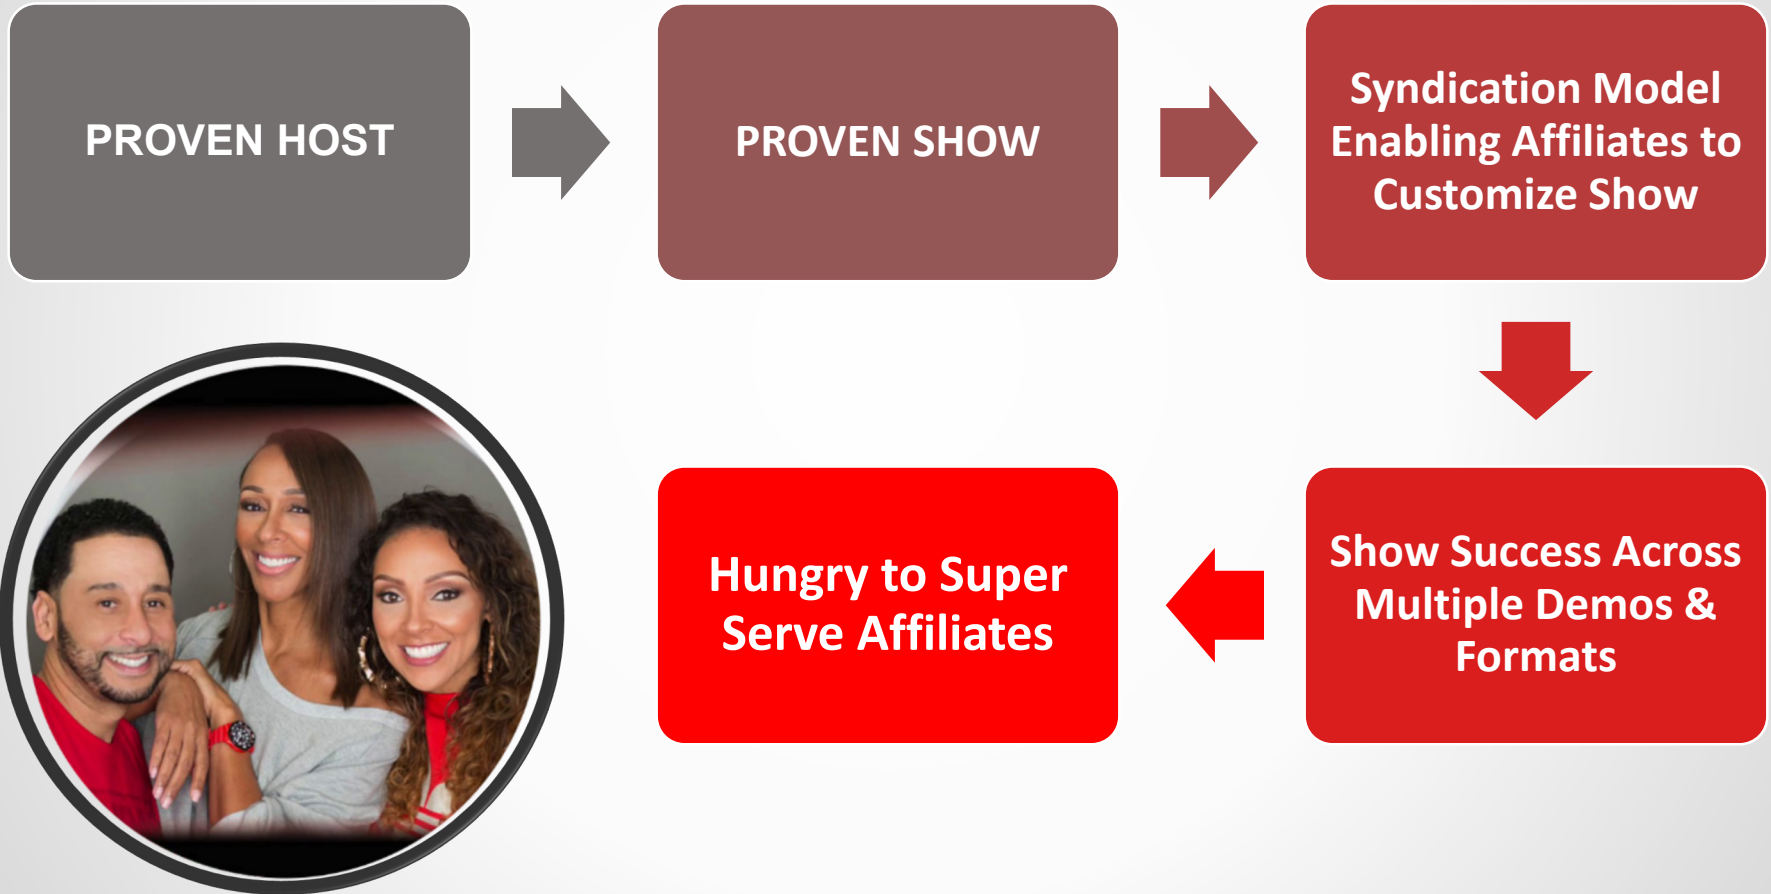 PROVEN HOST
PROVEN SHOW
Syndication Model
Enabling Affiliates to
Customize Show
Show Success Across
Multiple Demos &
Formats
Hungry to Super
Serve Affiliates